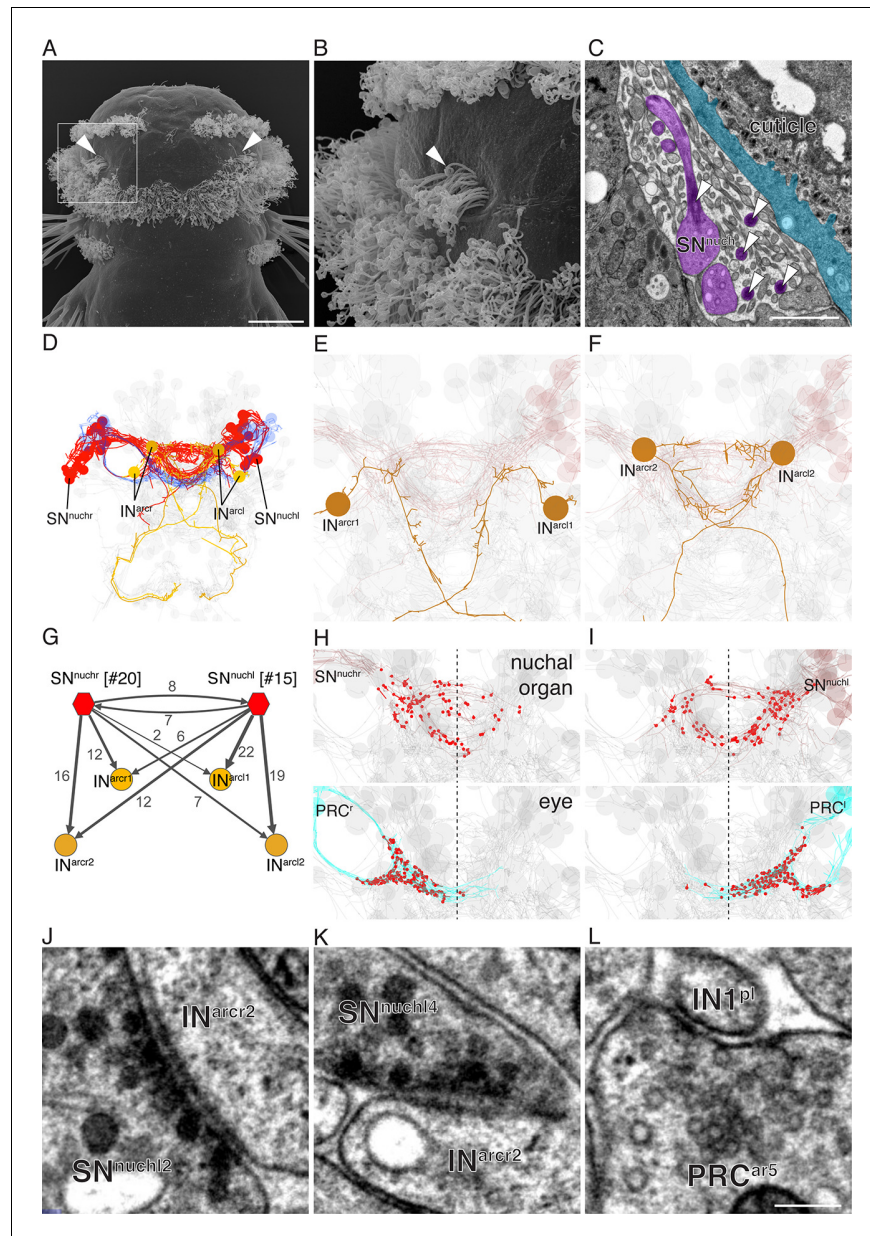 A
B
C
cuticle
SNnuch
D
E
F
SNnuchr
INarcr
INarcl
SNnuchl
INarcr1
INarcl1
INarcr2
INarcl2
G
H
I
SNnuchr [#20]
SNnuchl [#15]
8
7
2
6
12
22
16
INarcr1
INarcl1
19
12
7
INarcr2
INarcl2
SNnuchr
nuchal
organ
SNnuchl
PRCr
eye
PRCl
J
K
L
INarcr2
SNnuchl2
SNnuchl4
INarcr2
IN1pl
PRCar5